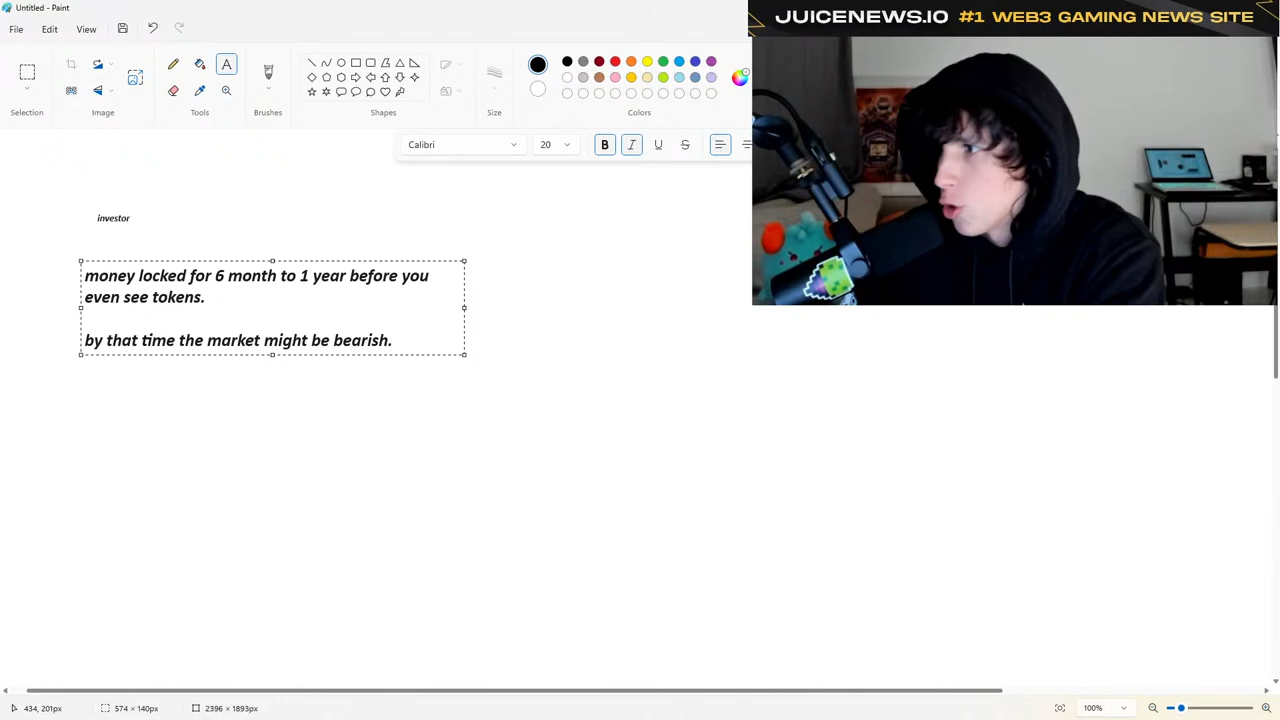 Untitled - Paint
JUICENEWS.IO #1 WEB3 GAMING NEWS SITE
File Edit View
Selection Image Tools Brushes Shapes Size Colors
Calibri 20 B I U S
investor
money locked for 6 month to 1 year before you
even see tokens.
by that time the market might be bearish.
434, 201px 574 × 140px 2396 × 1893px 100%